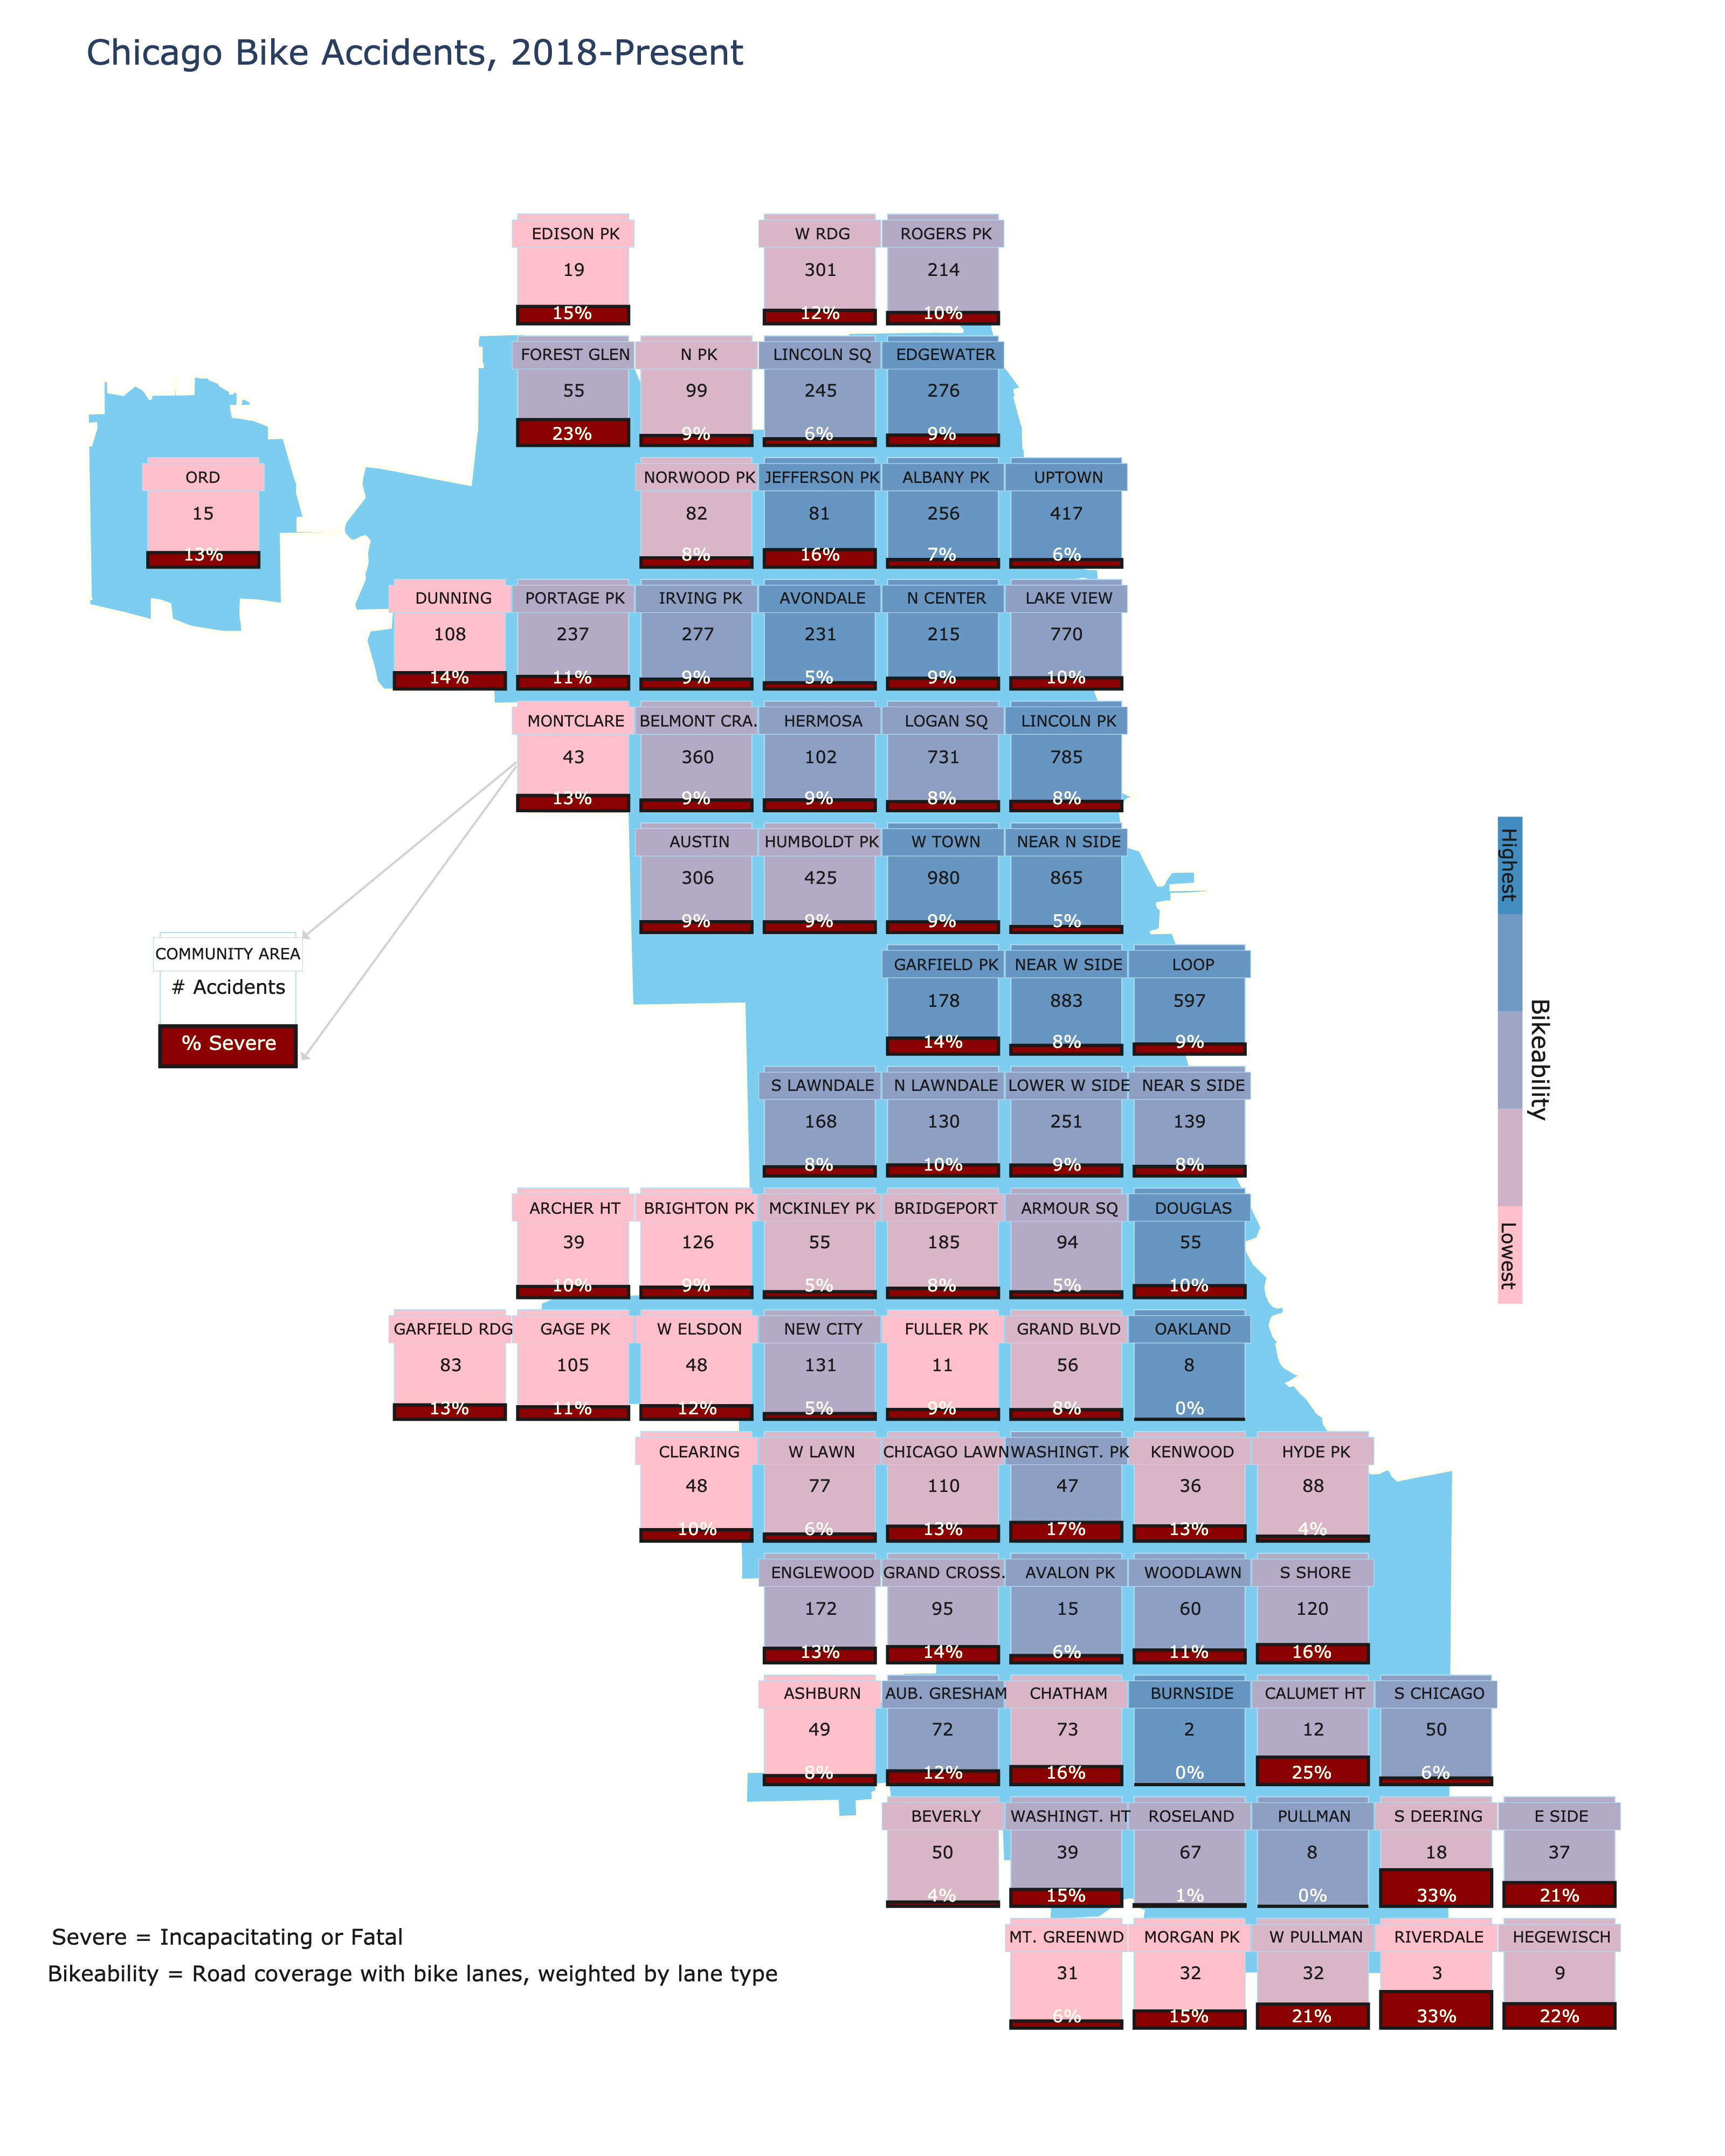 Chicago Bike Accidents, 2018-Present
EDISON PK W RDG ROGERS PK
19 301 214
15% 12% 10%
FOREST GLEN N PK LINCOLN SQ EDGEWATER
55 99 245 276
23% 9% 6% 9%
ORD NORWOOD PK JEFFERSON PK ALBANY PK UPTOWN
15 82 81 256 417
13% 8% 16% 7% 6%
DUNNING PORTAGE PK IRVING PK AVONDALE N CENTER LAKE VIEW
108 237 277 231 215 770
14% 11% 9% 5% 9% 10%
MONTCLARE BELMONT CRA. HERMOSA LOGAN SQ LINCOLN PK
43 360 102 731 785
13% 9% 9% 8% 8%
AUSTIN HUMBOLDT PK W TOWN NEAR N SIDE
306 425 980 865
9% 9% 9% 5%
COMMUNITY AREA
# Accidents
% Severe
GARFIELD PK NEAR W SIDE LOOP
178 883 597
14% 8% 9%
S LAWNDALE N LAWNDALE LOWER W SIDE NEAR S SIDE
168 130 251 139
8% 10% 9% 8%
Highest
Bikeability
Lowest
ARCHER HT BRIGHTON PK MCKINLEY PK BRIDGEPORT ARMOUR SQ DOUGLAS
39 126 55 185 94 55
10% 9% 5% 8% 5% 10%
GARFIELD RDG GAGE PK W ELSDON NEW CITY FULLER PK GRAND BLVD OAKLAND
83 105 48 131 11 56 8
13% 11% 12% 5% 9% 8% 0%
CLEARING W LAWN CHICAGO LAWN WASHINGT. PK KENWOOD HYDE PK
48 77 110 47 36 88
10% 6% 13% 17% 13% 4%
ENGLEWOOD GRAND CROSS. AVALON PK WOODLAWN S SHORE
172 95 15 60 120
13% 14% 6% 11% 16%
ASHBURN AUB. GRESHAM CHATHAM BURNSIDE CALUMET HT S CHICAGO
49 72 73 2 12 50
8% 12% 16% 0% 25% 6%
BEVERLY WASHINGT. HT ROSELAND PULLMAN S DEERING E SIDE
50 39 67 8 18 37
4% 15% 1% 0% 33% 21%
MT. GREENWD MORGAN PK W PULLMAN RIVERDALE HEGEWISCH
31 32 32 3 9
6% 15% 21% 33% 22%
Severe = Incapacitating or Fatal
Bikeability = Road coverage with bike lanes, weighted by lane type